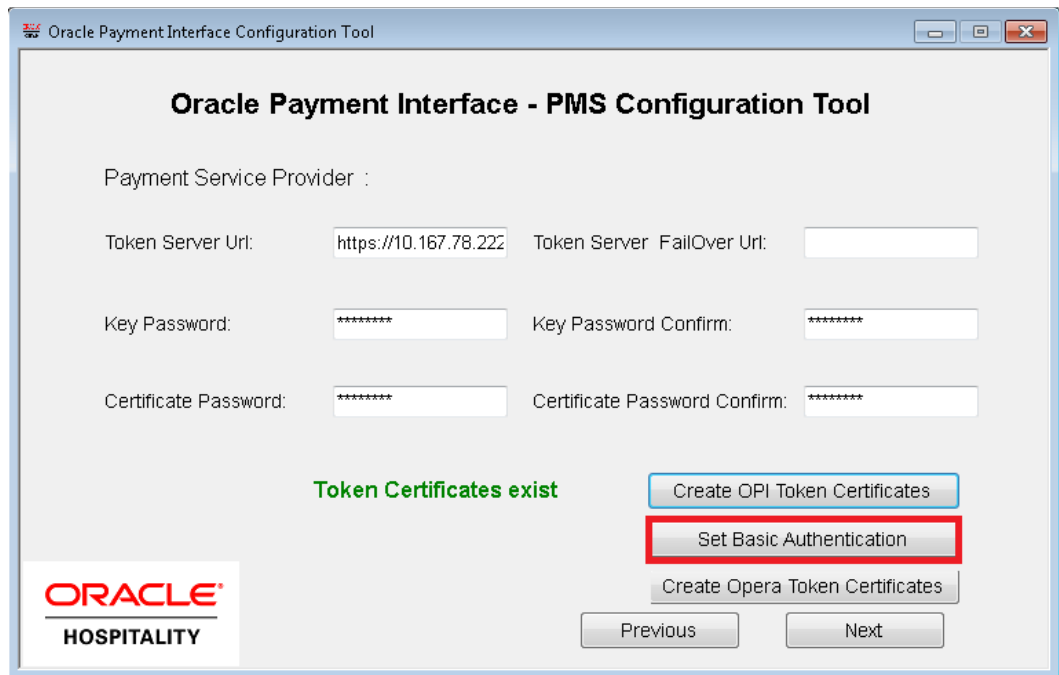 Oracle Payment Interface Configuration Tool
Oracle Payment Interface - PMS Configuration Tool
Payment Service Provider :
Token Server Url: https://10.167.78.222 Token Server FailOver Url:
Key Password: ******** Key Password Confirm: ********
Certificate Password: ******** Certificate Password Confirm: ********
Token Certificates exist Create OPI Token Certificates
Set Basic Authentication
Create Opera Token Certificates
ORACLE®
HOSPITALITY
Previous Next